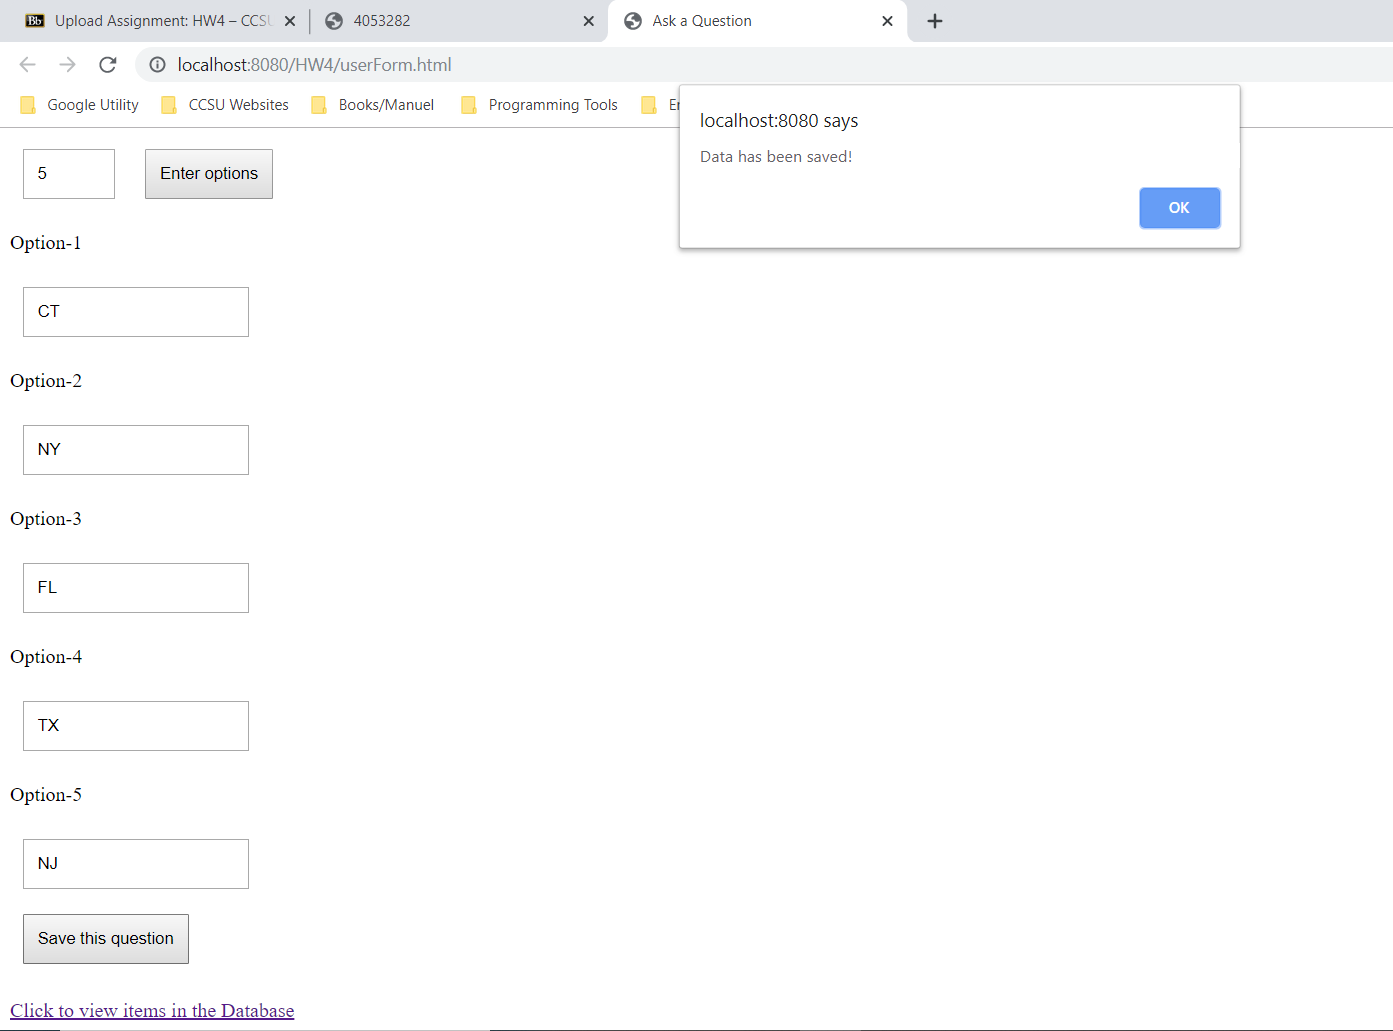 Bb Upload Assignment: HW4 – CCSU
4053282
Ask a Question
localhost:8080/HW4/userForm.html
Google Utility
CCSU Websites
Books/Manuel
Programming Tools
localhost:8080 says
Data has been saved!
OK
5
Enter options
Option-1
CT
Option-2
NY
Option-3
FL
Option-4
TX
Option-5
NJ
Save this question
Click to view items in the Database